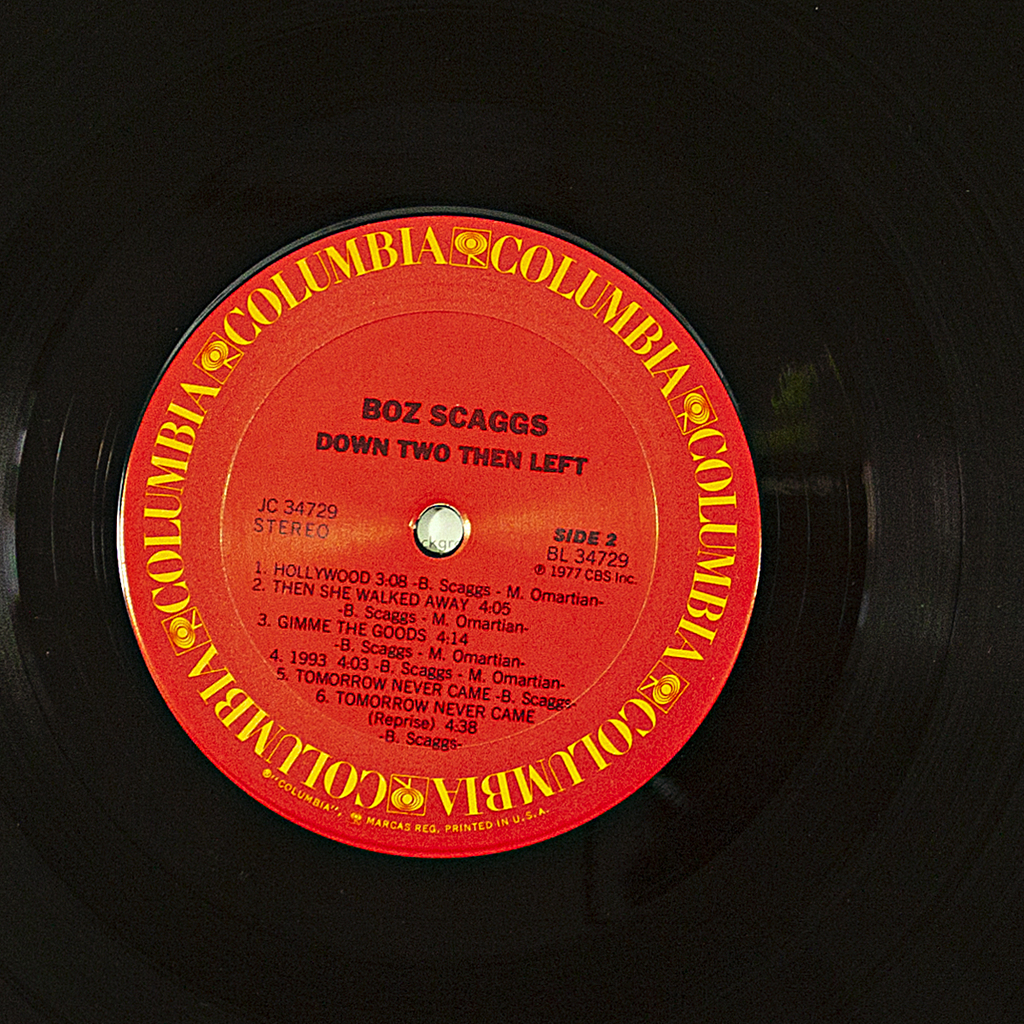 COLUMBIA COLUMBIA COLUMBIA COLUMBIA COLUMBIA COLUMBIA
BOZ SCAGGS
DOWN TWO THEN LEFT
JC 34729
STEREO
SIDE 2
BL 34729
℗ 1977 CBS Inc.
1. HOLLYWOOD 3:08 -B. Scaggs - M. Omartian-
2. THEN SHE WALKED AWAY 4:05
-B. Scaggs - M. Omartian-
3. GIMME THE GOODS 4:14
-B. Scaggs - M. Omartian-
4. 1993 4:03 -B. Scaggs - M. Omartian-
5. TOMORROW NEVER CAME -B. Scaggs-
6. TOMORROW NEVER CAME
(Reprise) 4:38
-B. Scaggs-
®"COLUMBIA", MARCAS REG. PRINTED IN U.S.A.